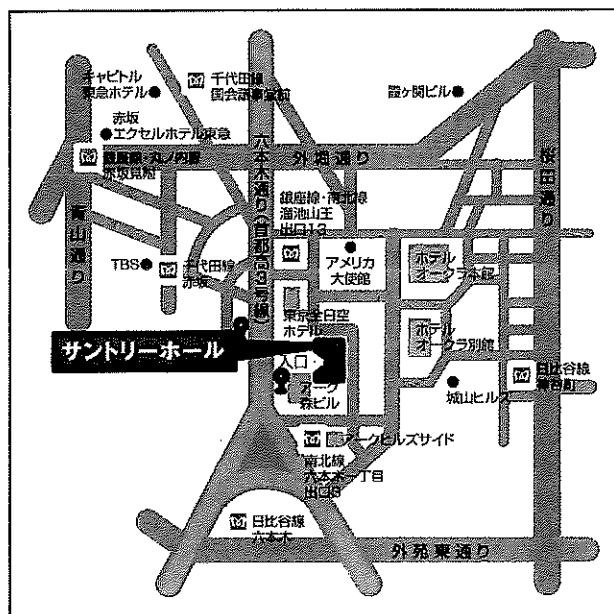 キャピトル
東急ホテル
千代田線
国会議事堂前
霞ヶ関ビル
赤坂
エクセルホテル東急
銀座線・丸ノ内線
赤坂見附
外堀通り
六本木通り(首都高3号線)
桜田通り
青山通り
銀座線・南北線
溜池山王
出口13
アメリカ
大使館
ホテル
オークラ本館
TBS
千代田線
赤坂
東京全日空
ホテル
ホテル
オークラ別館
サントリーホール
入口
アーク
森ビル
城山ヒルズ
日比谷線
神谷町
アークヒルズサイド
南北線
六本木一丁目
日比谷線
六本木
外苑東通り